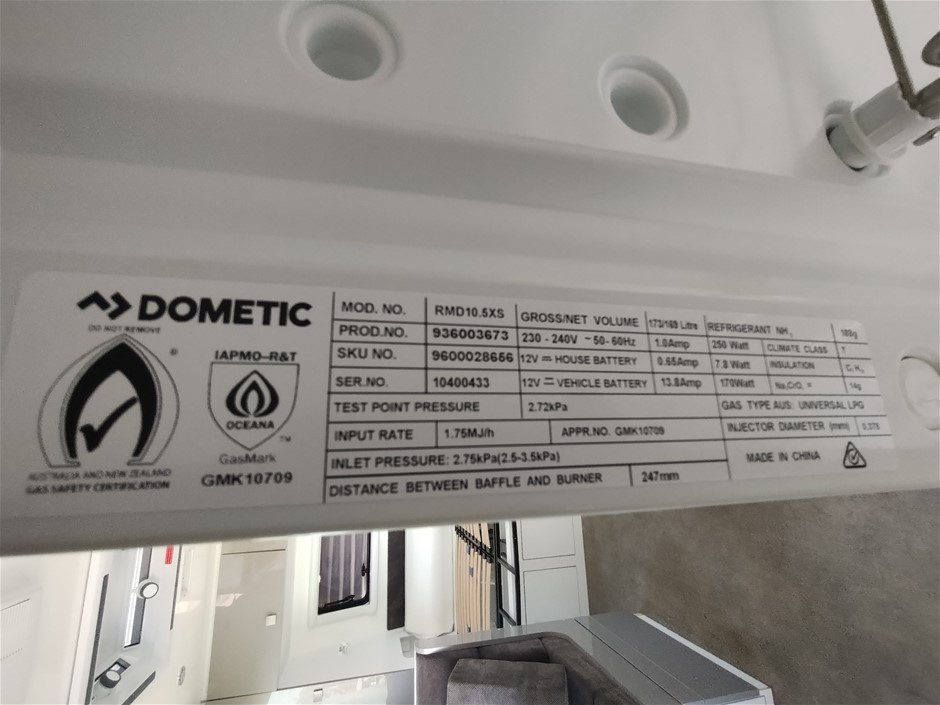 DOMETIC
DO NOT REMOVE
®
AUSTRALIA AND NEW ZEALAND
GAS SAFETY CERTIFICATION
IAPMO–R&T
OCEANA
TM
GasMark
GMK10709
MOD. NO. RMD10.5XS GROSS/NET VOLUME 173/169 Litre REFRIGERANT NH₃ 188g
PROD.NO. 936003673 230 - 240V ~ 50- 60Hz 1.0Amp 250 Watt CLIMATE CLASS T
SKU NO. 9600028656 12V ⎓ HOUSE BATTERY 0.65Amp 7.8 Watt INSULATION
SER.NO. 10400433 12V ⎓ VEHICLE BATTERY 13.8Amp 170Watt 14g
TEST POINT PRESSURE 2.72kPa GAS TYPE AUS: UNIVERSAL LPG
INPUT RATE 1.75MJ/h APPR.NO. GMK10709 INJECTOR DIAMETER (mm)
INLET PRESSURE: 2.75kPa(2.5-3.5kPa) MADE IN CHINA
DISTANCE BETWEEN BAFFLE AND BURNER 247mm